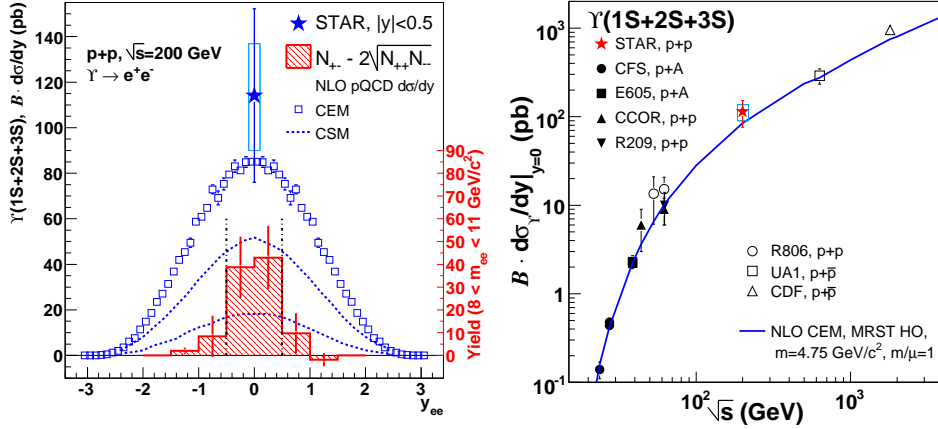 Υ(1S+2S+3S), B · dσ/dy (pb)
140
120
100
80
60
40
20
0
p+p, √s=200 GeV
Υ → e⁺e⁻
STAR, |y|<0.5
N₊₋ - 2√N₊₊N₋₋
NLO pQCD dσ/dy
CEM
CSM
90
80
70
60
50
40
30
20
10
0
Yield (8 < m_ee < 11 GeV/c²)
-3 -2 -1 0 1 2 3
y_ee
B · dσ_Υ/dy|_y=0 (pb)
10³
10²
10
1
10⁻¹
Υ(1S+2S+3S)
STAR, p+p
CFS, p+A
E605, p+A
CCOR, p+p
R209, p+p
R806, p+p
UA1, p+p̅
CDF, p+p̅
NLO CEM, MRST HO,
m=4.75 GeV/c², m/μ=1
10² 10³
√s (GeV)